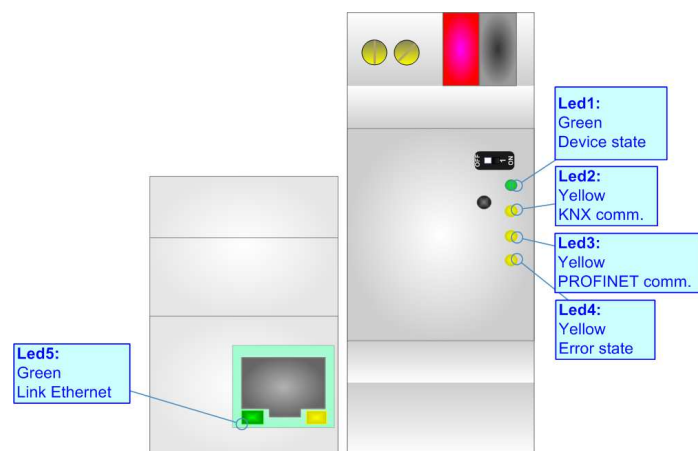 Led1:
Green
Device state
OFF
1
ON
Led2:
Yellow
KNX comm.
Led3:
Yellow
PROFINET comm.
Led4:
Yellow
Error state
Led5:
Green
Link Ethernet